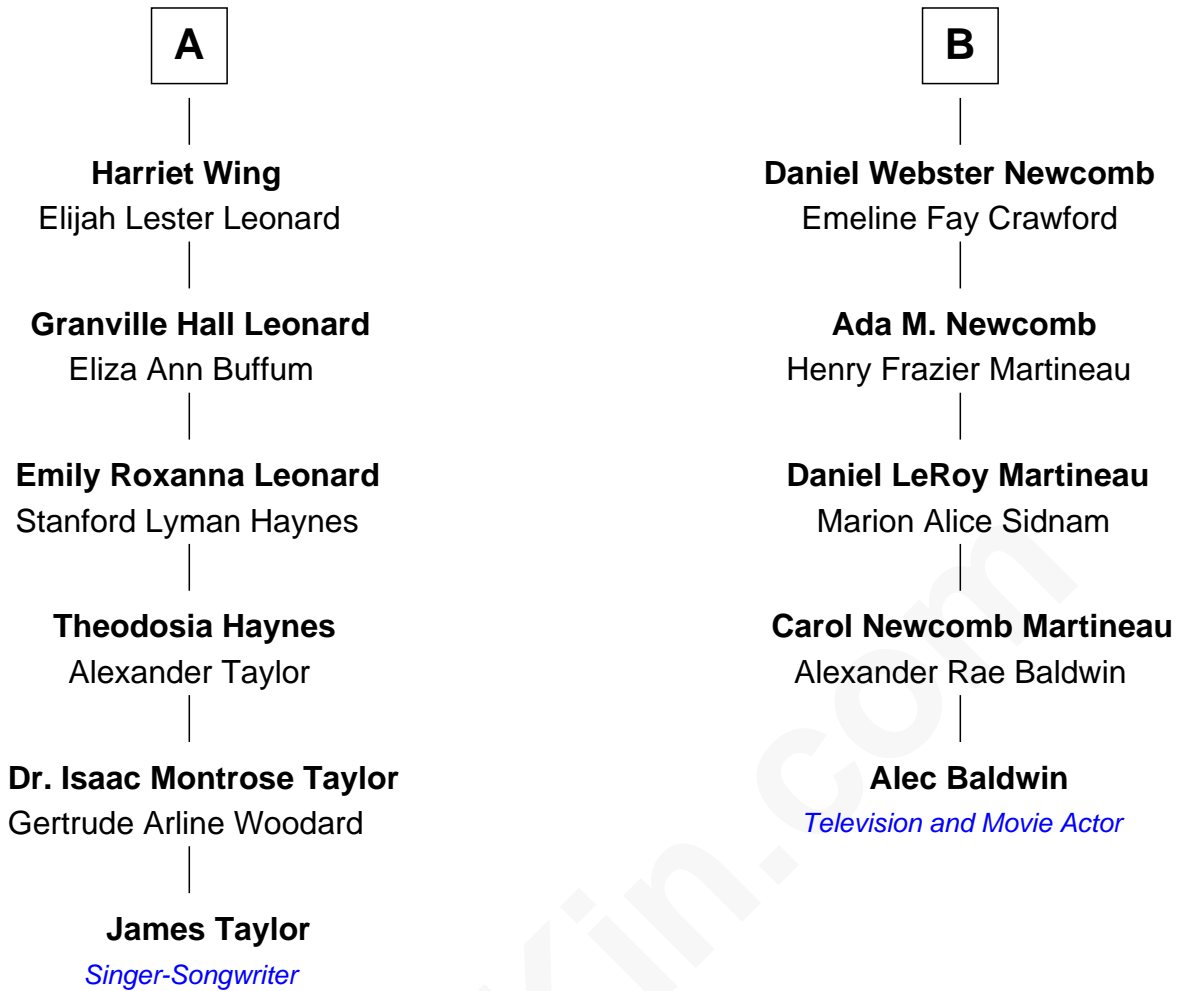 A
Harriet Wing
Elijah Lester Leonard
Granville Hall Leonard
Eliza Ann Buffum
Emily Roxanna Leonard
Stanford Lyman Haynes
Theodosia Haynes
Alexander Taylor
Dr. Isaac Montrose Taylor
Gertrude Arline Woodard
James Taylor
Singer-Songwriter
B
Daniel Webster Newcomb
Emeline Fay Crawford
Ada M. Newcomb
Henry Frazier Martineau
Daniel LeRoy Martineau
Marion Alice Sidnam
Carol Newcomb Martineau
Alexander Rae Baldwin
Alec Baldwin
Television and Movie Actor